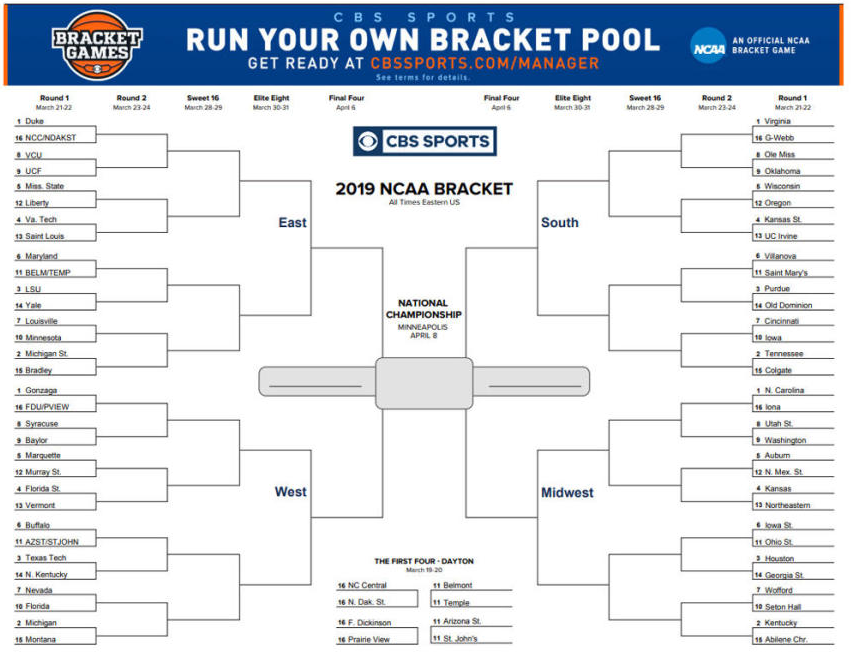 CBS SPORTS
BRACKET
GAMES
RUN YOUR OWN BRACKET POOL
GET READY AT CBSSPORTS.COM/MANAGER
See terms for details.
NCAA
AN OFFICIAL NCAA
BRACKET GAME
Round 1 Round 2 Sweet 16 Elite Eight Final Four Final Four Elite Eight Sweet 16 Round 2 Round 1
March 21-22 March 23-24 March 28-29 March 30-31 April 6 April 6 March 30-31 March 28-29 March 23-24 March 21-22
1 Duke
16 NCC/NDAKST
8 VCU
9 UCF
5 Miss. State
12 Liberty
4 Va. Tech
13 Saint Louis
6 Maryland
11 BELM/TEMP
3 LSU
14 Yale
7 Louisville
10 Minnesota
2 Michigan St.
15 Bradley
East
1 Gonzaga
16 FDU/PVIEW
8 Syracuse
9 Baylor
5 Marquette
12 Murray St.
4 Florida St.
13 Vermont
6 Buffalo
11 AZST/STJOHN
3 Texas Tech
14 N. Kentucky
7 Nevada
10 Florida
2 Michigan
15 Montana
West
CBS SPORTS
2019 NCAA BRACKET
All Times Eastern US
NATIONAL
CHAMPIONSHIP
MINNEAPOLIS
APRIL 8
THE FIRST FOUR - DAYTON
March 19-20
16 NC Central
16 N. Dak. St.
16 F. Dickinson
16 Prairie View
11 Belmont
11 Temple
11 Arizona St.
11 St. John's
South
1 Virginia
16 G-Webb
8 Ole Miss
9 Oklahoma
5 Wisconsin
12 Oregon
4 Kansas St.
13 UC Irvine
6 Villanova
11 Saint Mary's
3 Purdue
14 Old Dominion
7 Cincinnati
10 Iowa
2 Tennessee
15 Colgate
Midwest
1 N. Carolina
16 Iona
8 Utah St.
9 Washington
5 Auburn
12 N. Mex. St.
4 Kansas
13 Northeastern
6 Iowa St.
11 Ohio St.
3 Houston
14 Georgia St.
7 Wofford
10 Seton Hall
2 Kentucky
15 Abilene Chr.